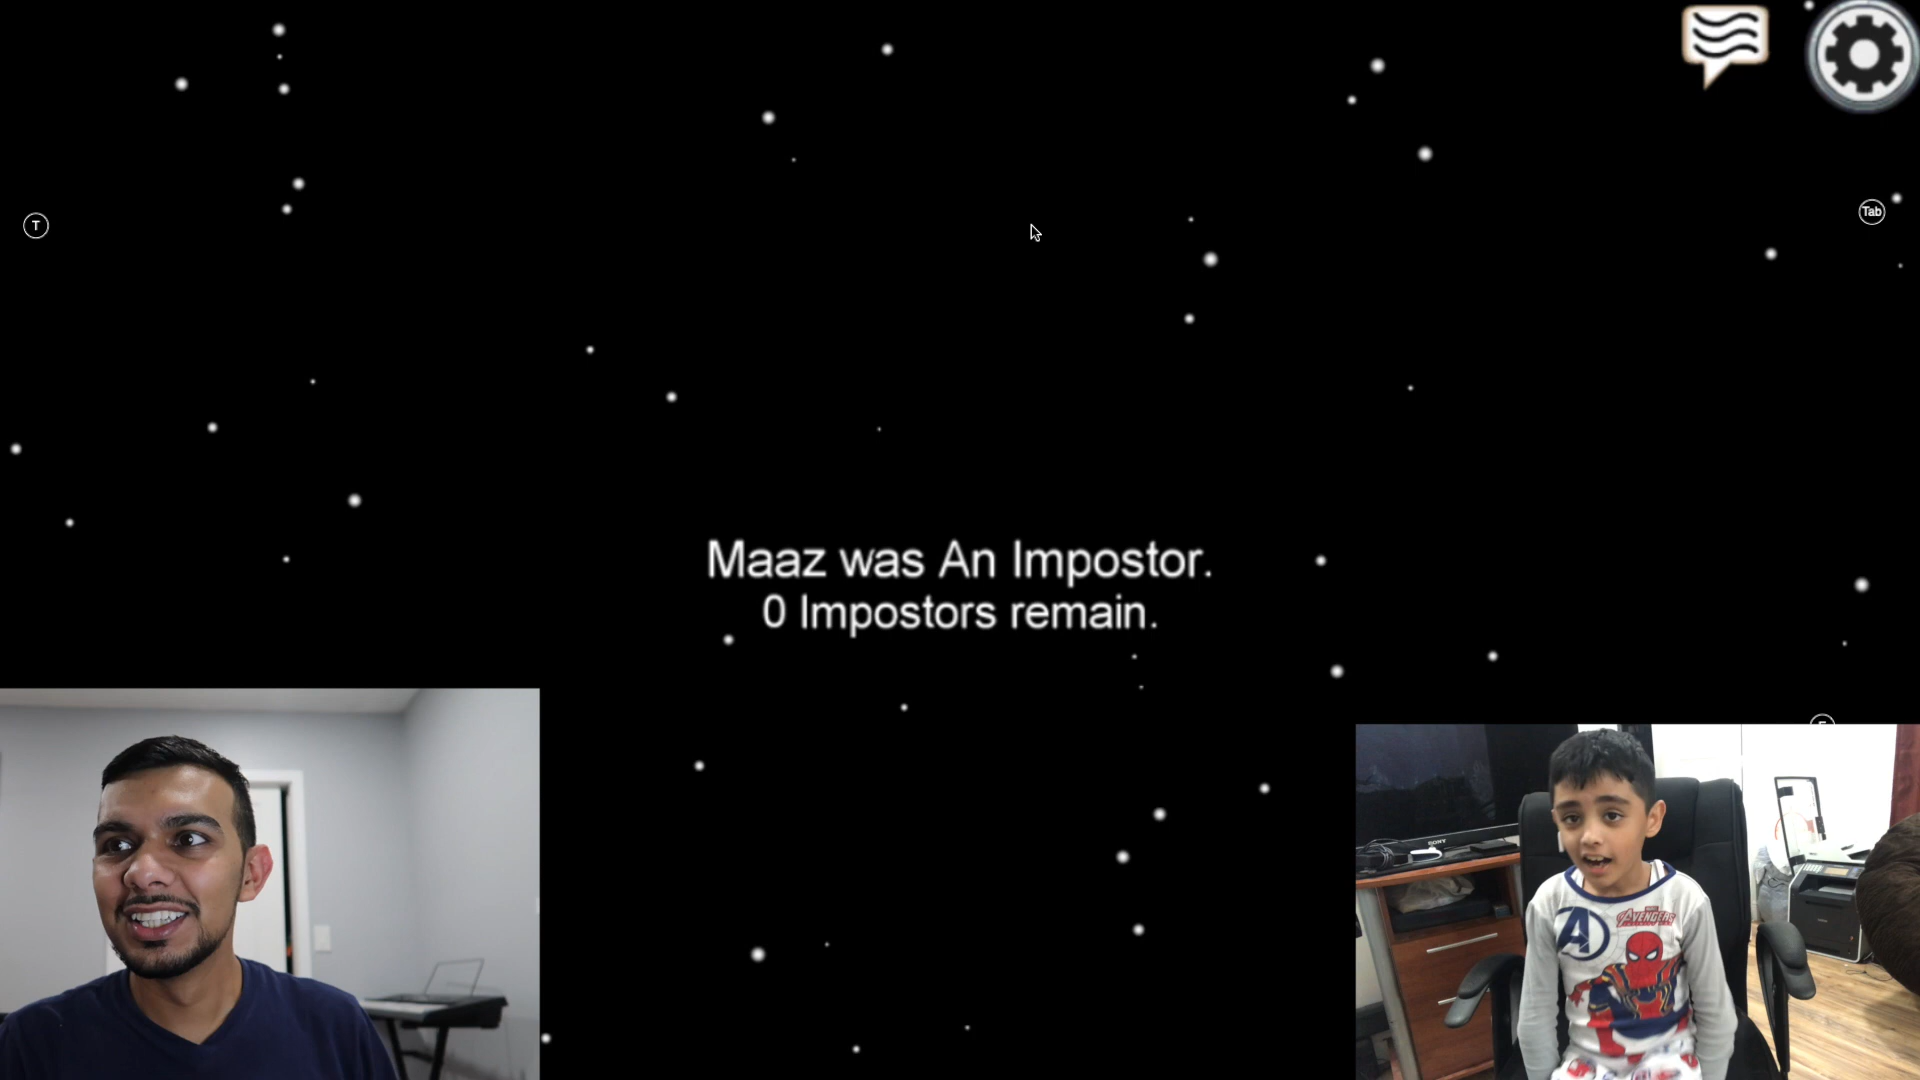 T
Tab
Maaz was An Impostor.
0 Impostors remain.
SONY
A
AVENGERS